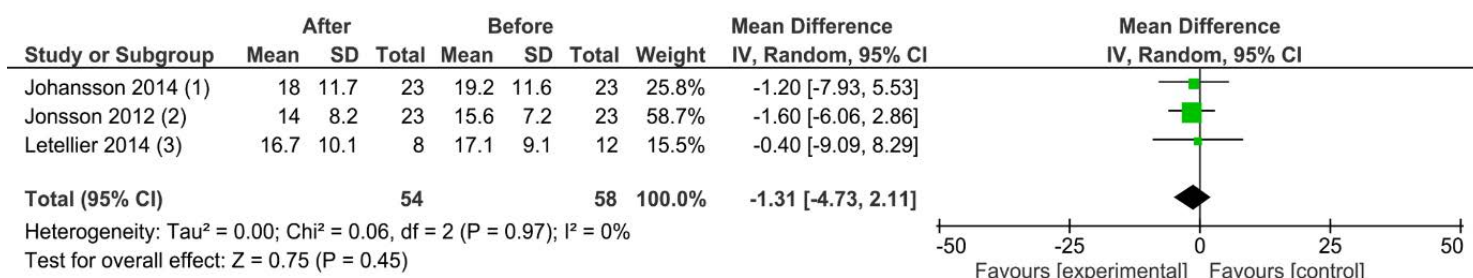 After Before Mean Difference Mean Difference
Study or Subgroup Mean SD Total Mean SD Total Weight IV, Random, 95% CI IV, Random, 95% CI
Johansson 2014 (1) 18 11.7 23 19.2 11.6 23 25.8% -1.20 [-7.93, 5.53]
Jonsson 2012 (2) 14 8.2 23 15.6 7.2 23 58.7% -1.60 [-6.06, 2.86]
Letellier 2014 (3) 16.7 10.1 8 17.1 9.1 12 15.5% -0.40 [-9.09, 8.29]
Total (95% CI) 54 58 100.0% -1.31 [-4.73, 2.11]
Heterogeneity: Tau² = 0.00; Chi² = 0.06, df = 2 (P = 0.97); I² = 0%
Test for overall effect: Z = 0.75 (P = 0.45)
-50 -25 0 25 50
Favours [experimental] Favours [control]